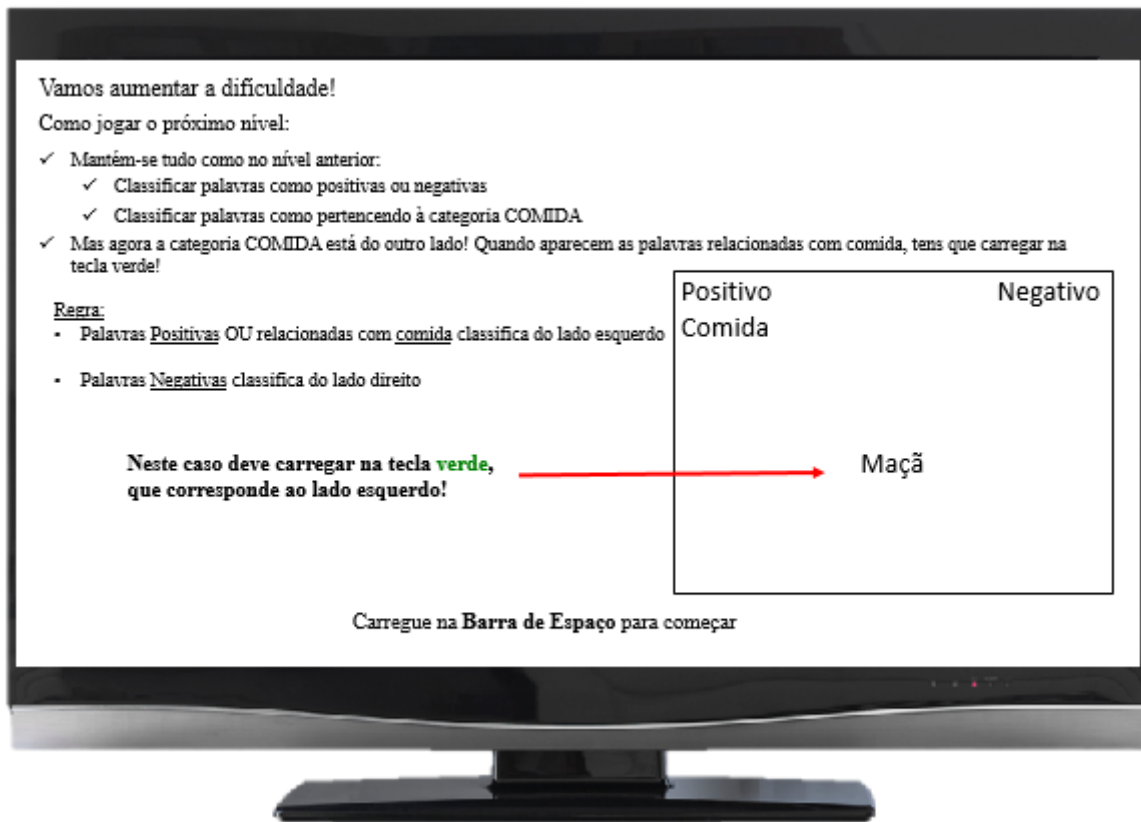 Vamos aumentar a dificuldade!
Como jogar o próximo nível:
✓ Mantém-se tudo como no nível anterior:
✓ Classificar palavras como positivas ou negativas
✓ Classificar palavras como pertencendo à categoria COMIDA
✓ Mas agora a categoria COMIDA está do outro lado! Quando aparecem as palavras relacionadas com comida, tens que carregar na
tecla verde!
Regra:
▪ Palavras Positivas OU relacionadas com comida classifica do lado esquerdo
▪ Palavras Negativas classifica do lado direito
Neste caso deve carregar na tecla verde,
que corresponde ao lado esquerdo!
Positivo Negativo
Comida
Maçã
Carregue na Barra de Espaço para começar